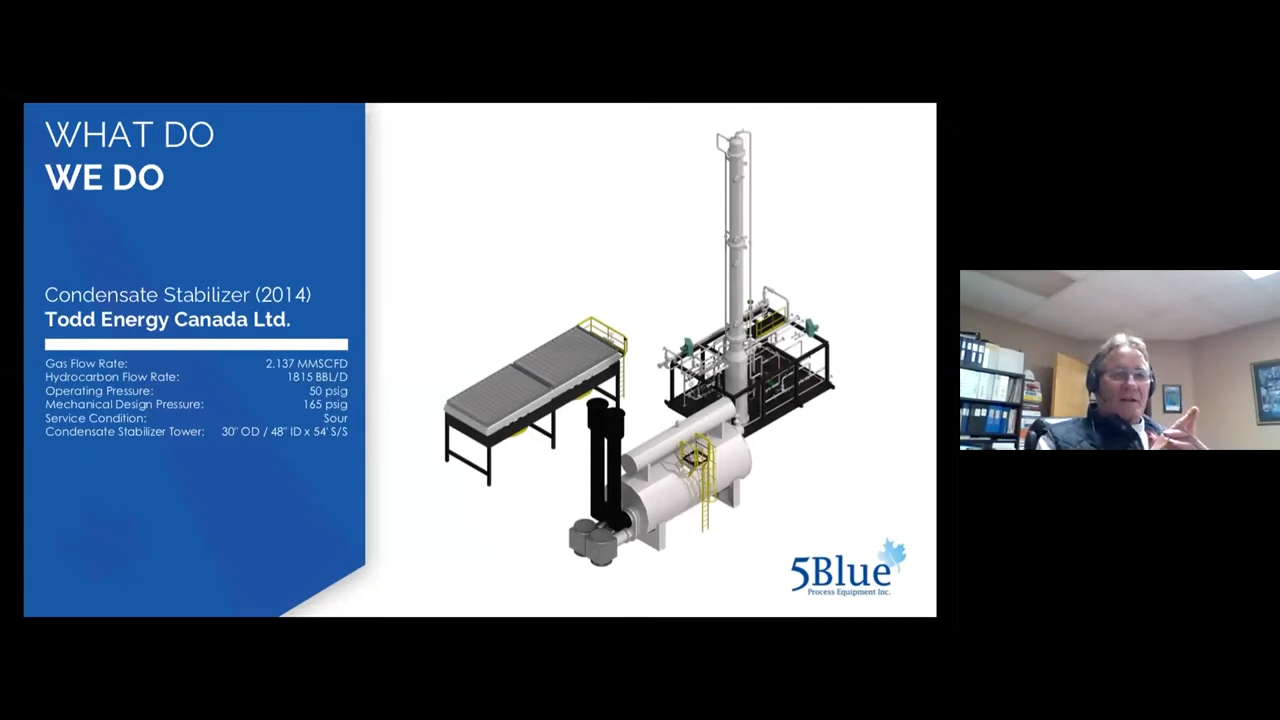 WHAT DO
WE DO
Condensate Stabilizer (2014)
Todd Energy Canada Ltd.
Gas Flow Rate: 2.137 MMSCFD
Hydrocarbon Flow Rate: 1815 BBL/D
Operating Pressure: 50 psig
Mechanical Design Pressure: 165 psig
Service Condition: Sour
Condensate Stabilizer Tower: 30" OD / 48" ID x 54' S/S
5Blue
Process Equipment Inc.